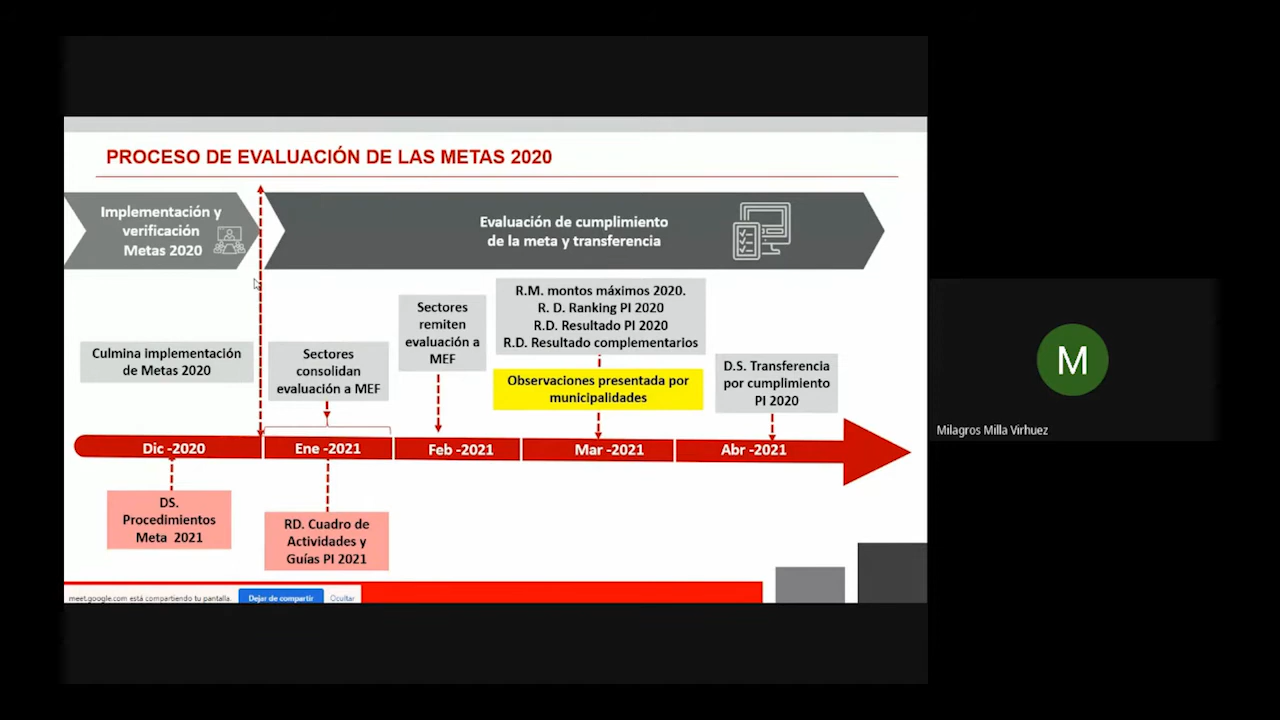 PROCESO DE EVALUACIÓN DE LAS METAS 2020
Implementación y
verificación
Metas 2020
Evaluación de cumplimiento
de la meta y transferencia
Culmina implementación
de Metas 2020
Sectores
consolidan
evaluación a MEF
Sectores
remiten
evaluación a
MEF
R.M. montos máximos 2020.
R. D. Ranking PI 2020
R.D. Resultado PI 2020
R.D. Resultado complementarios
Observaciones presentada por
municipalidades
D.S. Transferencia
por cumplimiento
PI 2020
Dic -2020
Ene -2021
Feb -2021
Mar -2021
Abr -2021
DS.
Procedimientos
Meta 2021
RD. Cuadro de
Actividades y
Guías PI 2021
meet.google.com está compartiendo tu pantalla.
Dejar de compartir
Ocultar
M
Milagros Milla Virhuez